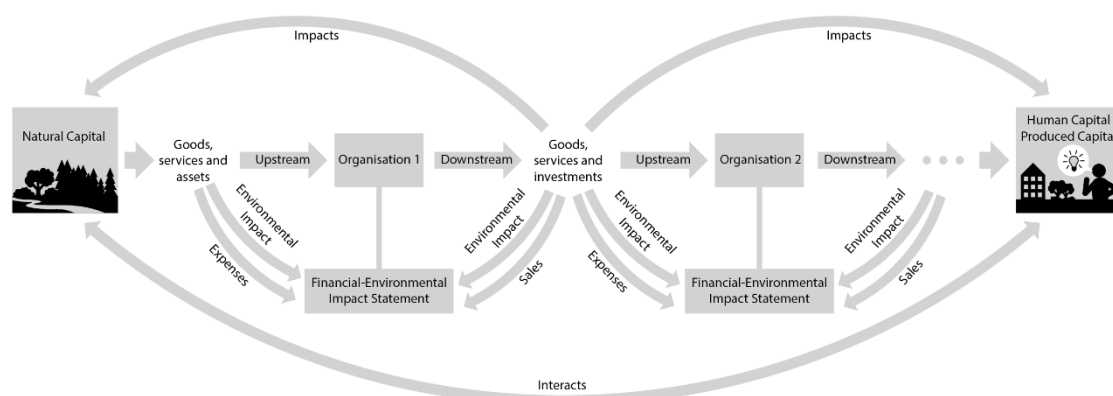 Impacts
Impacts
Natural Capital
Goods,
services and
assets
Upstream
Organisation 1
Downstream
Goods,
services and
investments
Upstream
Organisation 2
Downstream
Human Capital
Produced Capital
Environmental
Impact
Expenses
Environmental
Impact
Sales
Environmental
Impact
Expenses
Environmental
Impact
Sales
Financial-Environmental
Impact Statement
Financial-Environmental
Impact Statement
Interacts